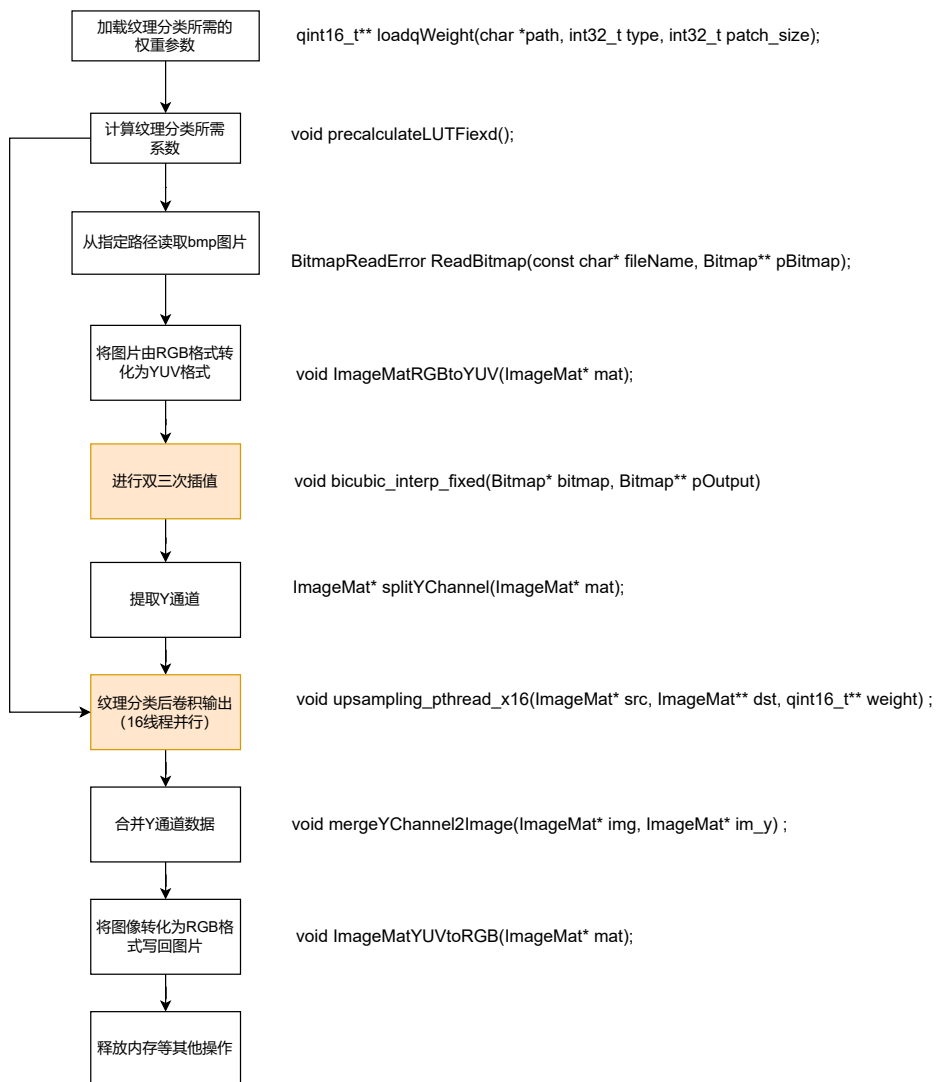 加载纹理分类所需的
权重参数
qint16_t** loadqWeight(char *path, int32_t type, int32_t patch_size);
计算纹理分类所需
系数
void precalculateLUTFiexd();
从指定路径读取bmp图片
BitmapReadError ReadBitmap(const char* fileName, Bitmap** pBitmap);
将图片由RGB格式转
化为YUV格式
void ImageMatRGBtoYUV(ImageMat* mat);
进行双三次插值
void bicubic_interp_fixed(Bitmap* bitmap, Bitmap** pOutput)
提取Y通道
ImageMat* splitYChannel(ImageMat* mat);
纹理分类后卷积输出
(16线程并行)
void upsampling_pthread_x16(ImageMat* src, ImageMat** dst, qint16_t** weight) ;
合并Y通道数据
void mergeYChannel2Image(ImageMat* img, ImageMat* im_y) ;
将图像转化为RGB格
式写回图片
void ImageMatYUVtoRGB(ImageMat* mat);
释放内存等其他操作